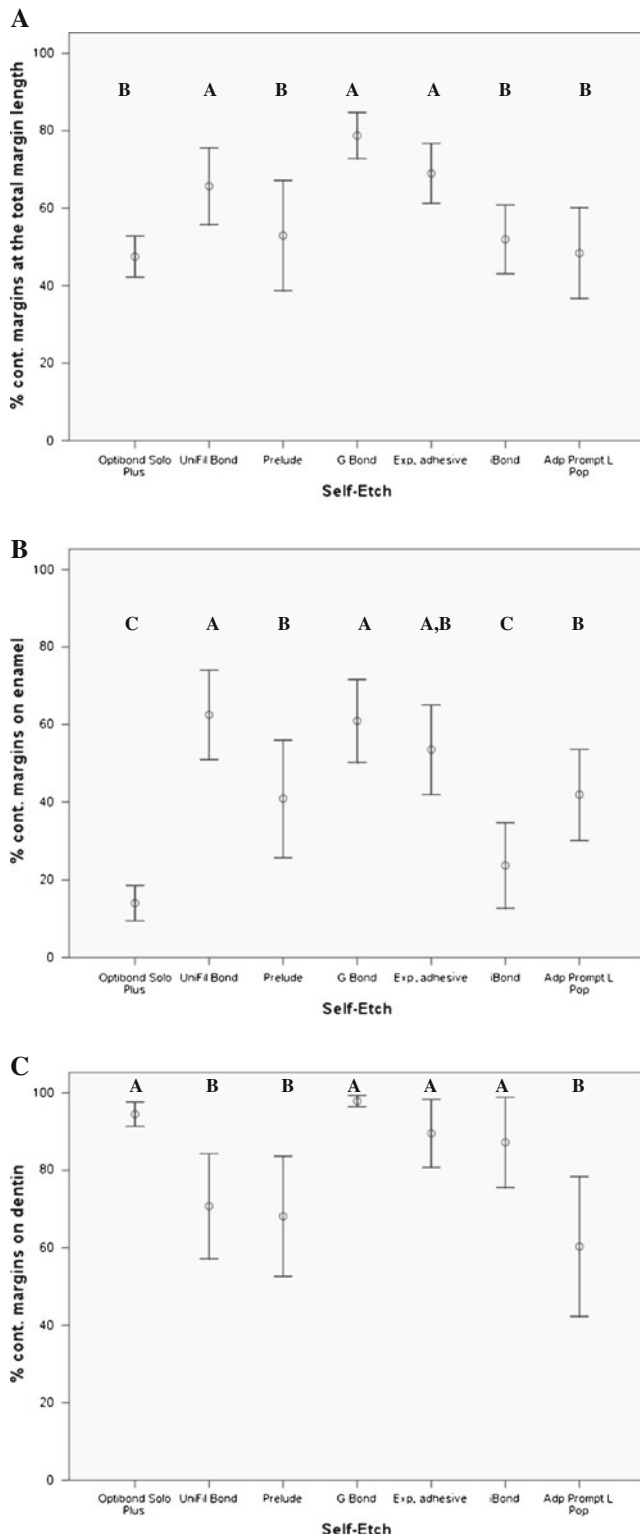 A
% cont. margins at the total margin length
100
80
60
40
20
0
B A B A A B B
Optibond Solo Plus UniFil Bond Prelude G Bond Exp. adhesive iBond Adp Prompt L Pop
Self-Etch
B
% cont. margins on enamel
100
80
60
40
20
0
C A B A A,B C B
Optibond Solo Plus UniFil Bond Prelude G Bond Exp. adhesive iBond Adp Prompt L Pop
Self-Etch
C
% cont. margins on dentin
100
80
60
40
20
0
A B B A A A B
Optibond Solo Plus UniFil Bond Prelude G Bond Exp. adhesive iBond Adp Prompt L Pop
Self-Etch